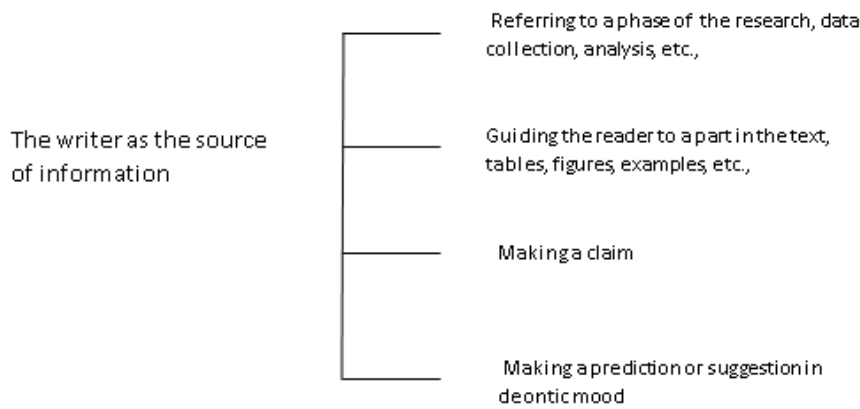 The writer as the source
of information
Referring to a phase of the research, data
collection, analysis, etc.,
Guiding the reader to a part in the text,
tables, figures, examples, etc.,
Making a claim
Making a prediction or suggestion in
deontic mood